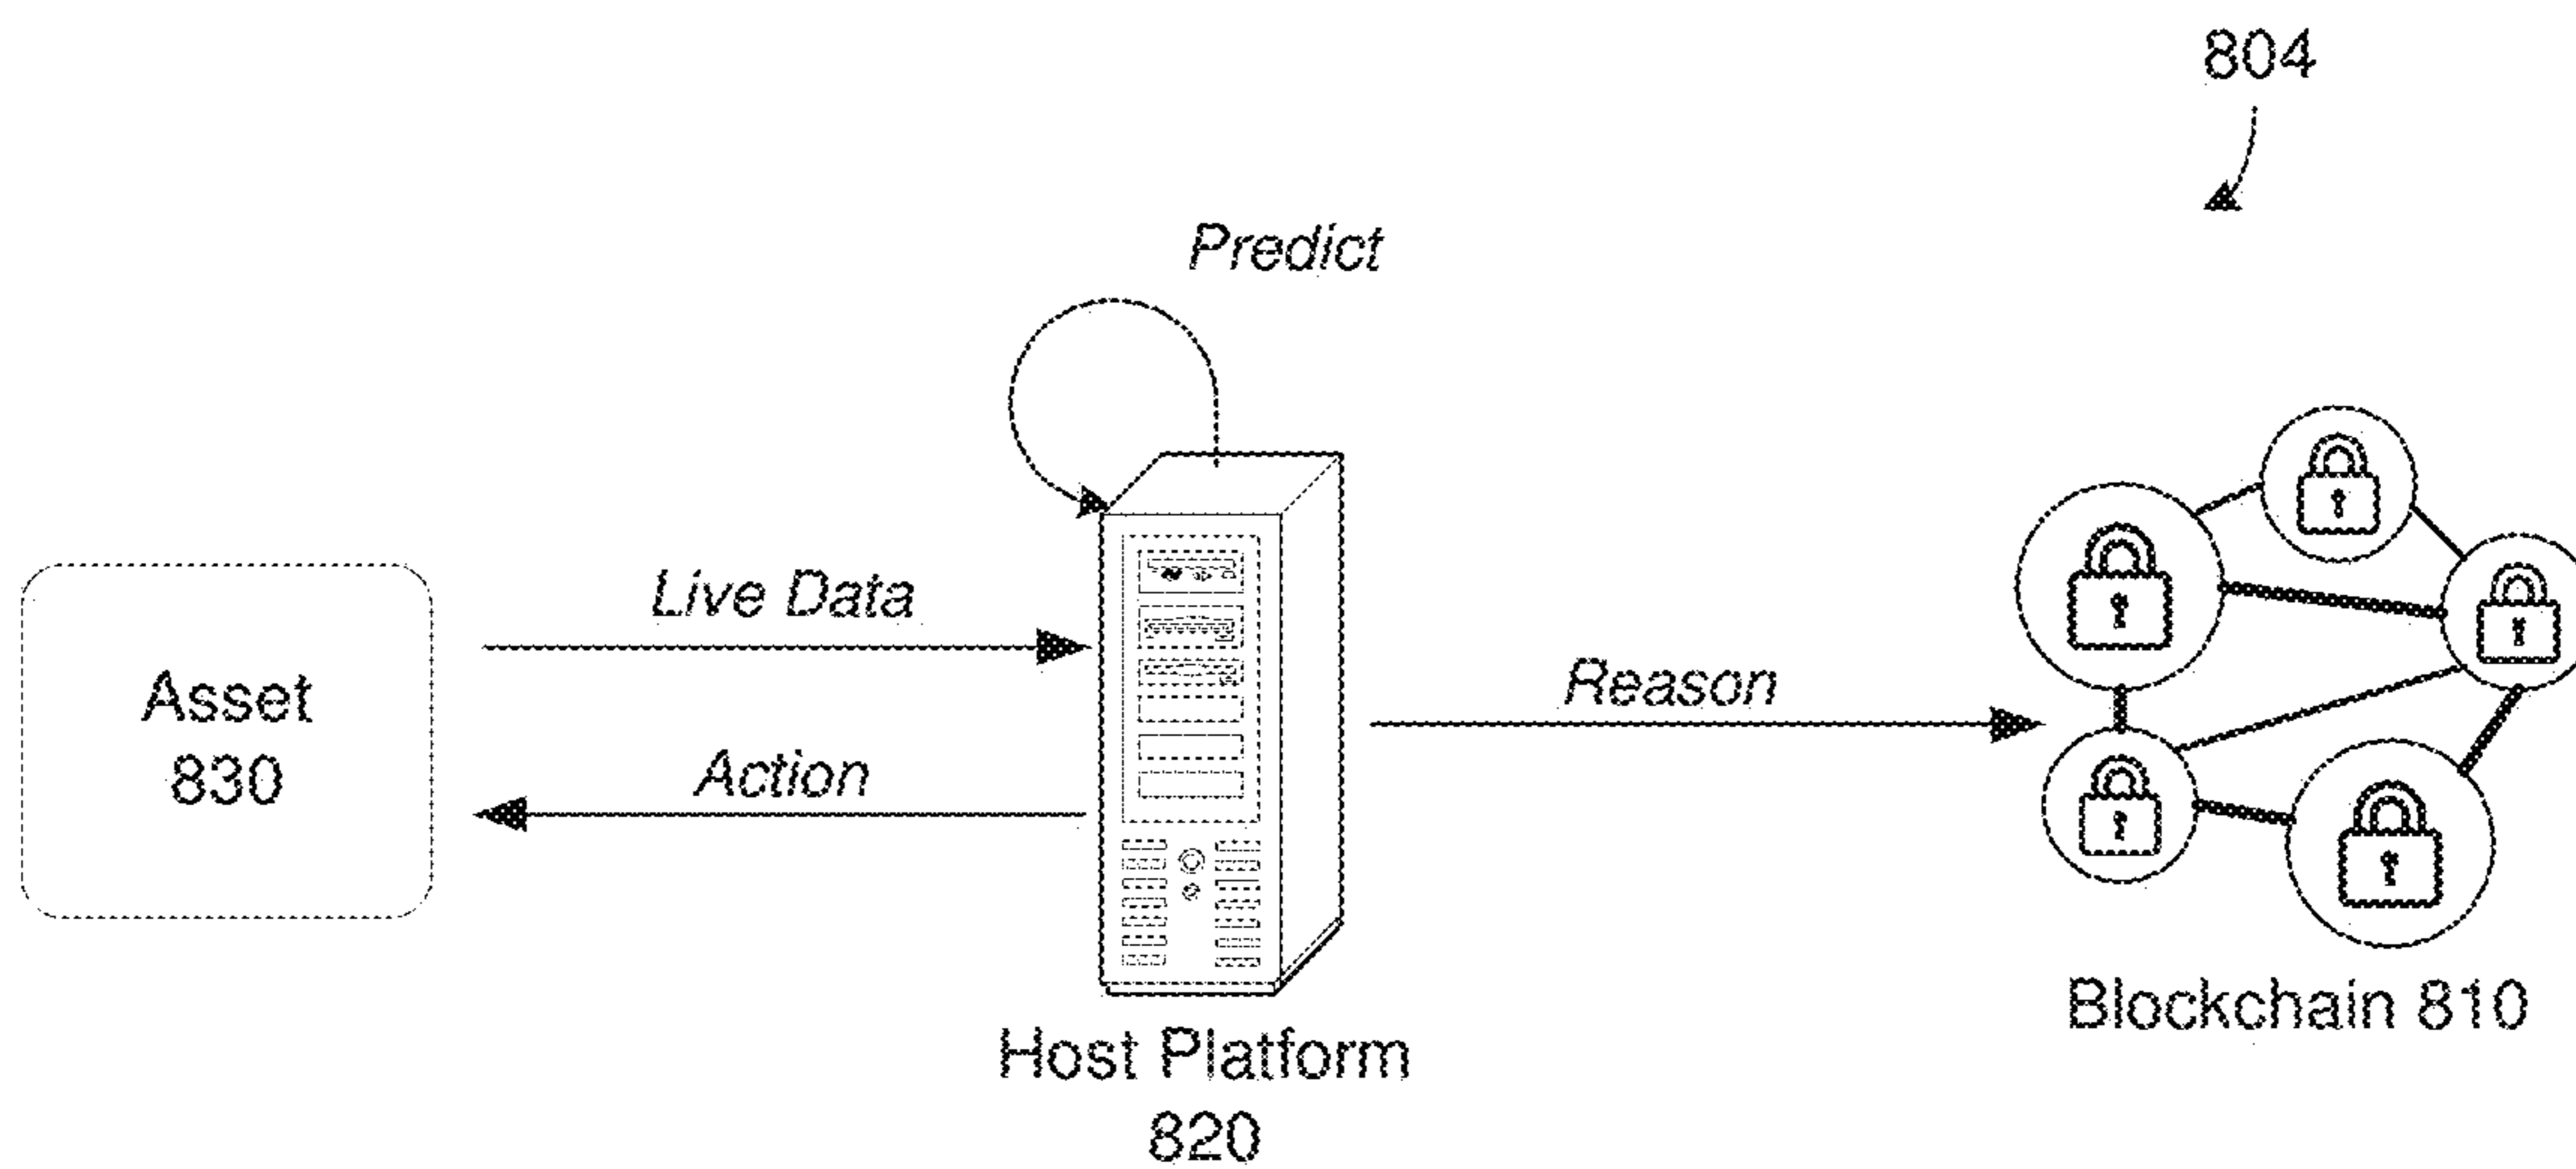 804
Predict
Live Data
Asset
830
Action
Reason
Blockchain 810
Host Platform
820